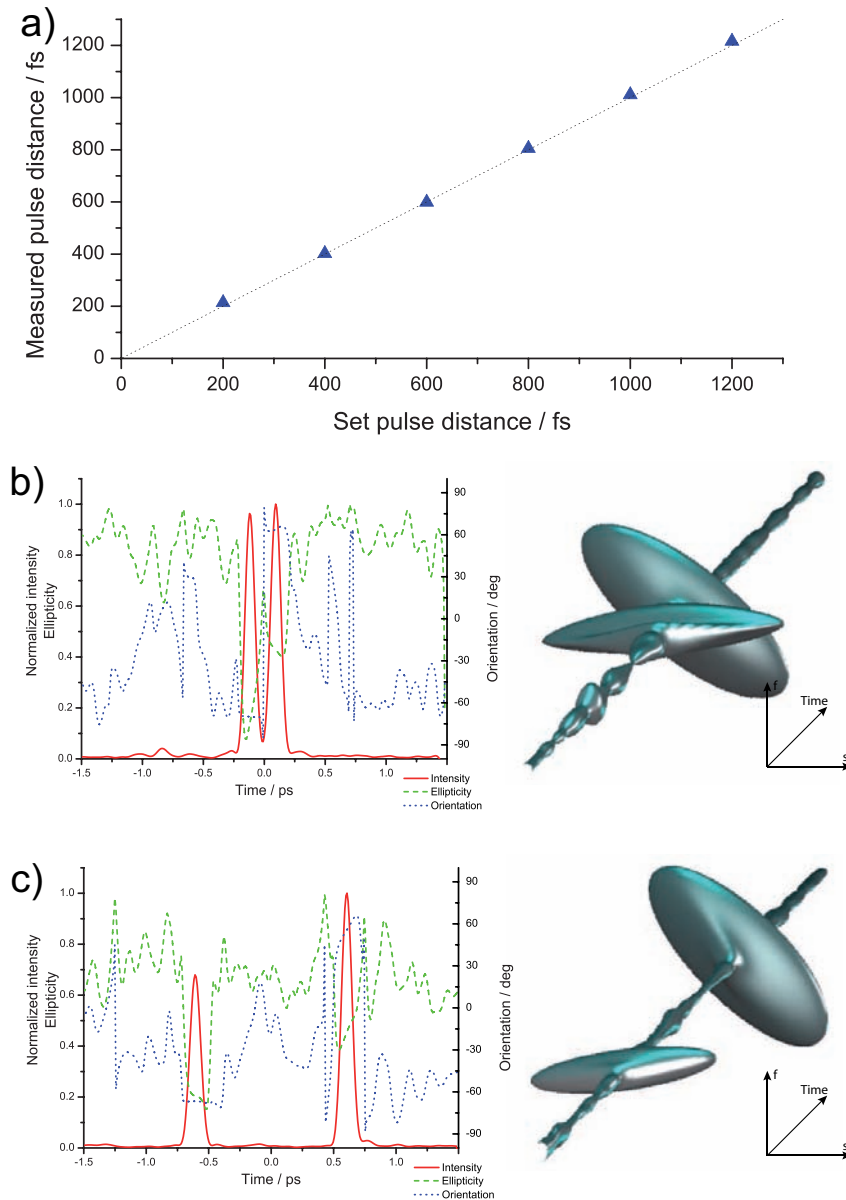 a)
1200
1000
800
600
400
200
0
Measured pulse distance / fs
0 200 400 600 800 1000 1200
Set pulse distance / fs
b)
1.0
0.8
0.6
0.4
0.2
0.0
Normalized intensity
Ellipticity
90
60
30
0
-30
-60
-90
Orientation / deg
-1.5 -1.0 -0.5 0.0 0.5 1.0
Time / ps
Intensity
Ellipticity
Orientation
f
Time
s
c)
1.0
0.8
0.6
0.4
0.2
0.0
Normalized intensity
Ellipticity
90
60
30
0
-30
-60
-90
Orientation / deg
-1.5 -1.0 -0.5 0.0 0.5 1.0
Time / ps
Intensity
Ellipticity
Orientation
f
Time
s